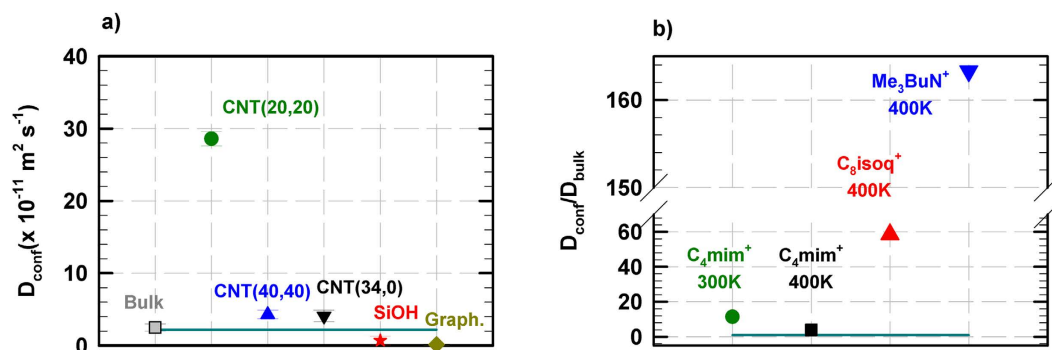 a)
40
30
20
10
0
D_conf(x 10^-11 m^2 s^-1)
CNT(20,20)
Bulk
CNT(40,40)
CNT(34,0)
SiOH
Graph.
b)
160
150
60
40
20
0
D_conf/D_bulk
Me₃BuN⁺
400K
C₈isoq⁺
400K
C₄mim⁺
300K
C₄mim⁺
400K